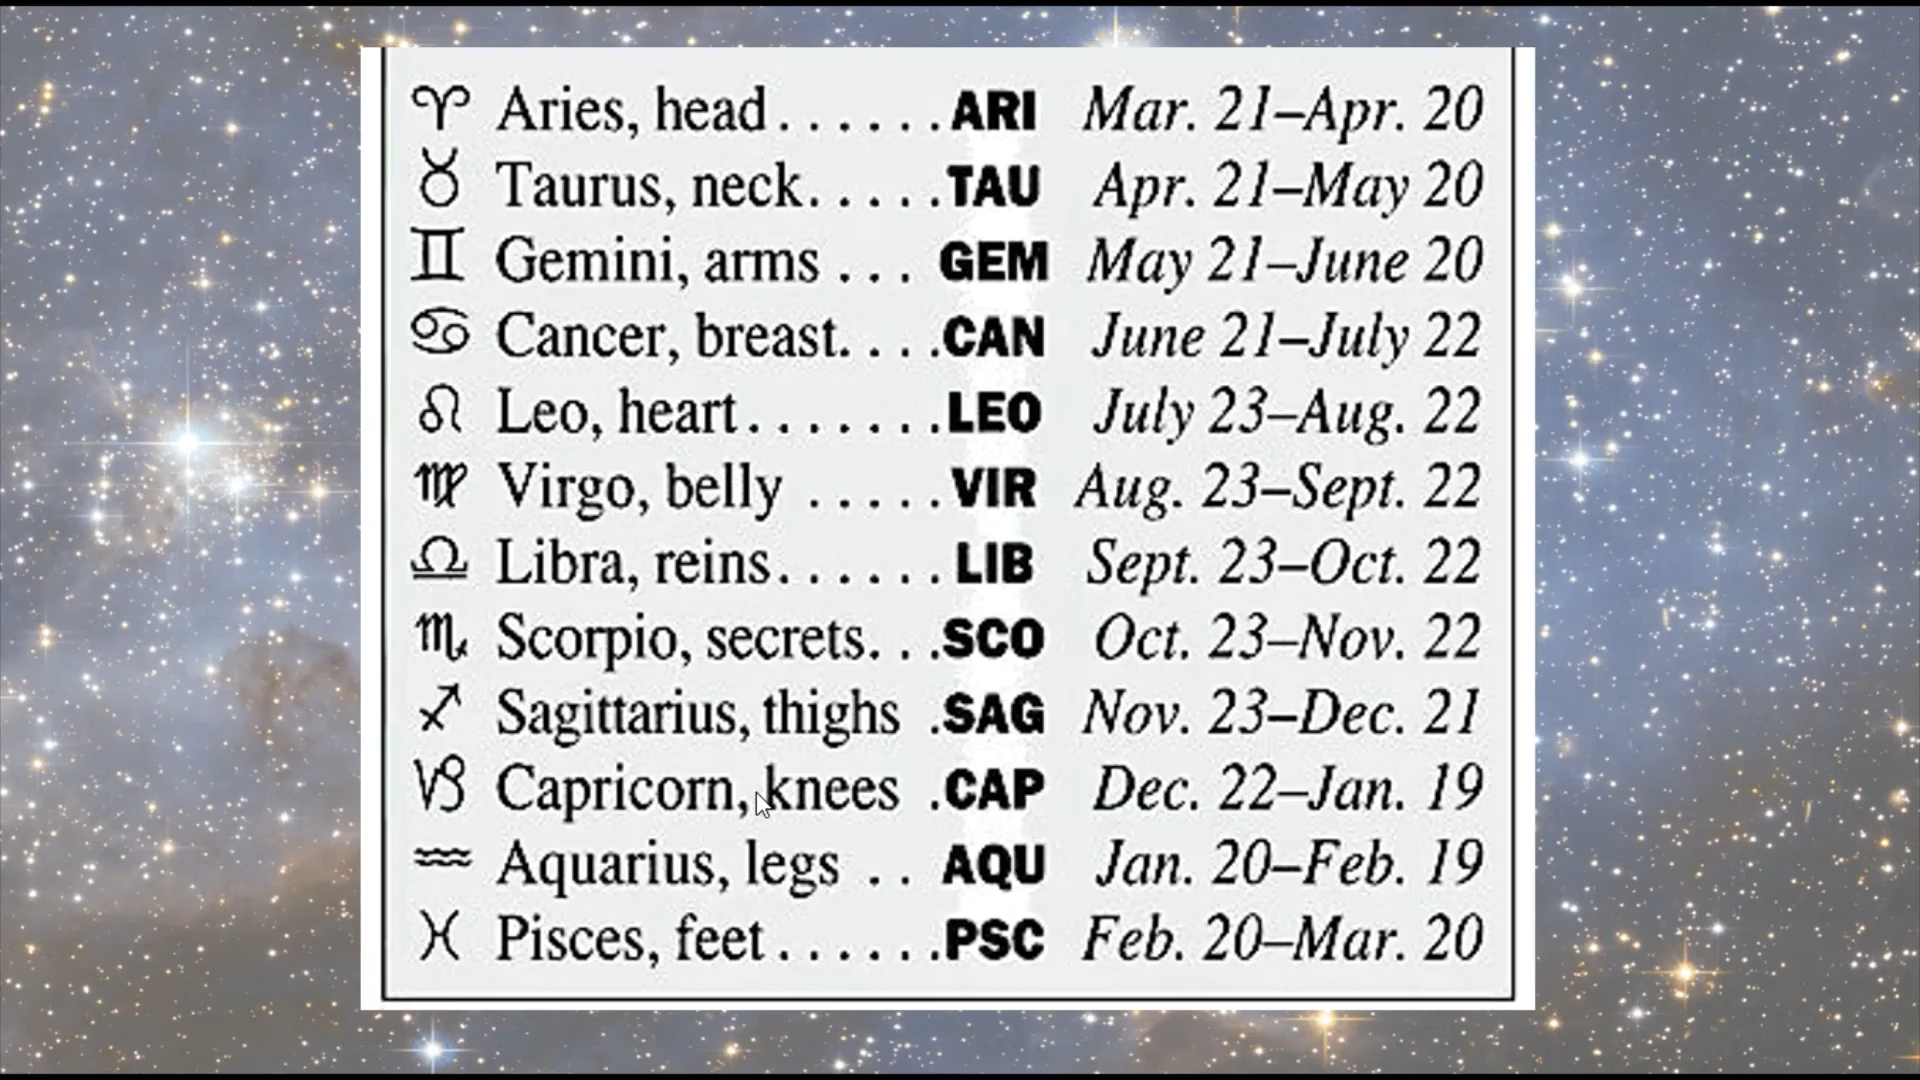 ♈ Aries, head . . . . . . . ARI Mar. 21–Apr. 20
♉ Taurus, neck. . . . . . TAU Apr. 21–May 20
♊ Gemini, arms . . . GEM May 21–June 20
♋ Cancer, breast. . . . CAN June 21–July 22
♌ Leo, heart . . . . . . . . LEO July 23–Aug. 22
♍ Virgo, belly . . . . . . VIR Aug. 23–Sept. 22
♎ Libra, reins. . . . . . . LIB Sept. 23–Oct. 22
♏ Scorpio, secrets. . . SCO Oct. 23–Nov. 22
♐ Sagittarius, thighs . SAG Nov. 23–Dec. 21
♑ Capricorn, knees . CAP Dec. 22–Jan. 19
♒ Aquarius, legs . . AQU Jan. 20–Feb. 19
♓ Pisces, feet . . . . . . . PSC Feb. 20–Mar. 20